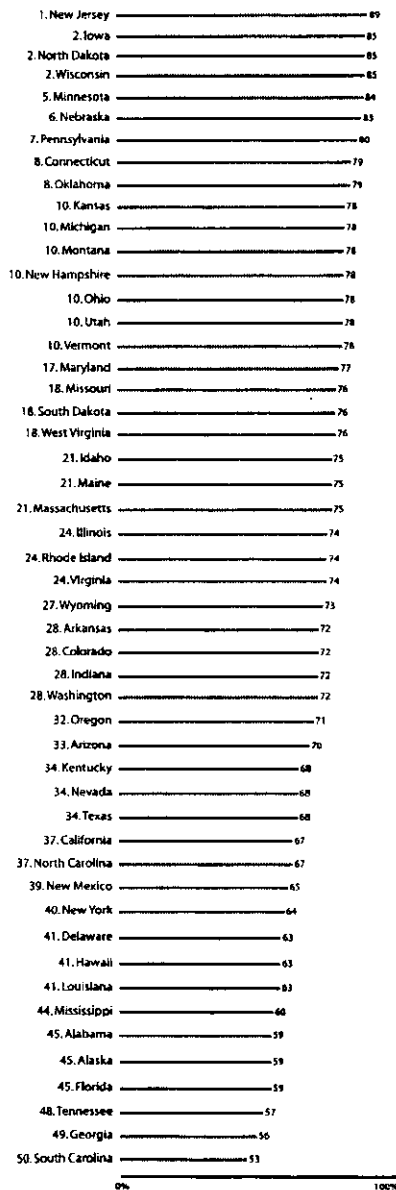 1. New Jersey 89
2. Iowa 85
2. North Dakota 85
2. Wisconsin 85
5. Minnesota 84
6. Nebraska 83
7. Pennsylvania 80
8. Connecticut 79
8. Oklahoma 79
10. Kansas 78
10. Michigan 78
10. Montana 78
10. New Hampshire 78
10. Ohio 78
10. Utah 78
10. Vermont 78
17. Maryland 77
18. Missouri 76
18. South Dakota 76
18. West Virginia 76
21. Idaho 75
21. Maine 75
21. Massachusetts 75
24. Illinois 74
24. Rhode Island 74
24. Virginia 74
27. Wyoming 73
28. Arkansas 72
28. Colorado 72
28. Indiana 72
28. Washington 72
32. Oregon 71
33. Arizona 70
34. Kentucky 68
34. Nevada 68
34. Texas 68
37. California 67
37. North Carolina 67
39. New Mexico 65
40. New York 64
41. Delaware 63
41. Hawaii 63
41. Louisiana 63
44. Mississippi 60
45. Alabama 59
45. Alaska 59
45. Florida 59
48. Tennessee 57
49. Georgia 56
50. South Carolina 53
0% 100%